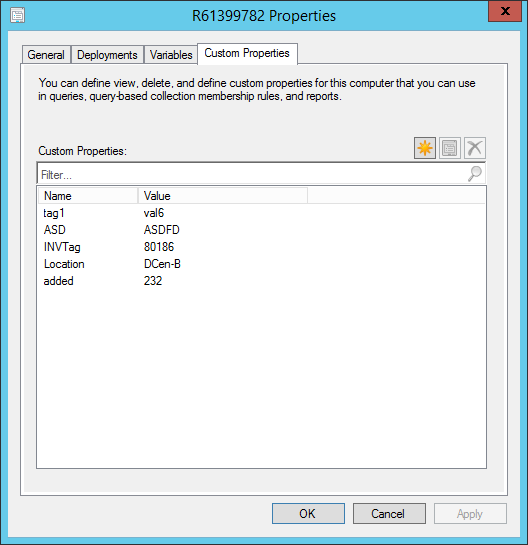 R61399782 Properties
X
General Deployments Variables Custom Properties
You can define view, delete, and define custom properties for this computer that you can use
in queries, query-based collection membership rules, and reports.
Custom Properties:
Filter...
Name Value
tag1 val6
ASD ASDFD
INVTag 80186
Location DCen-B
added 232
OK Cancel Apply